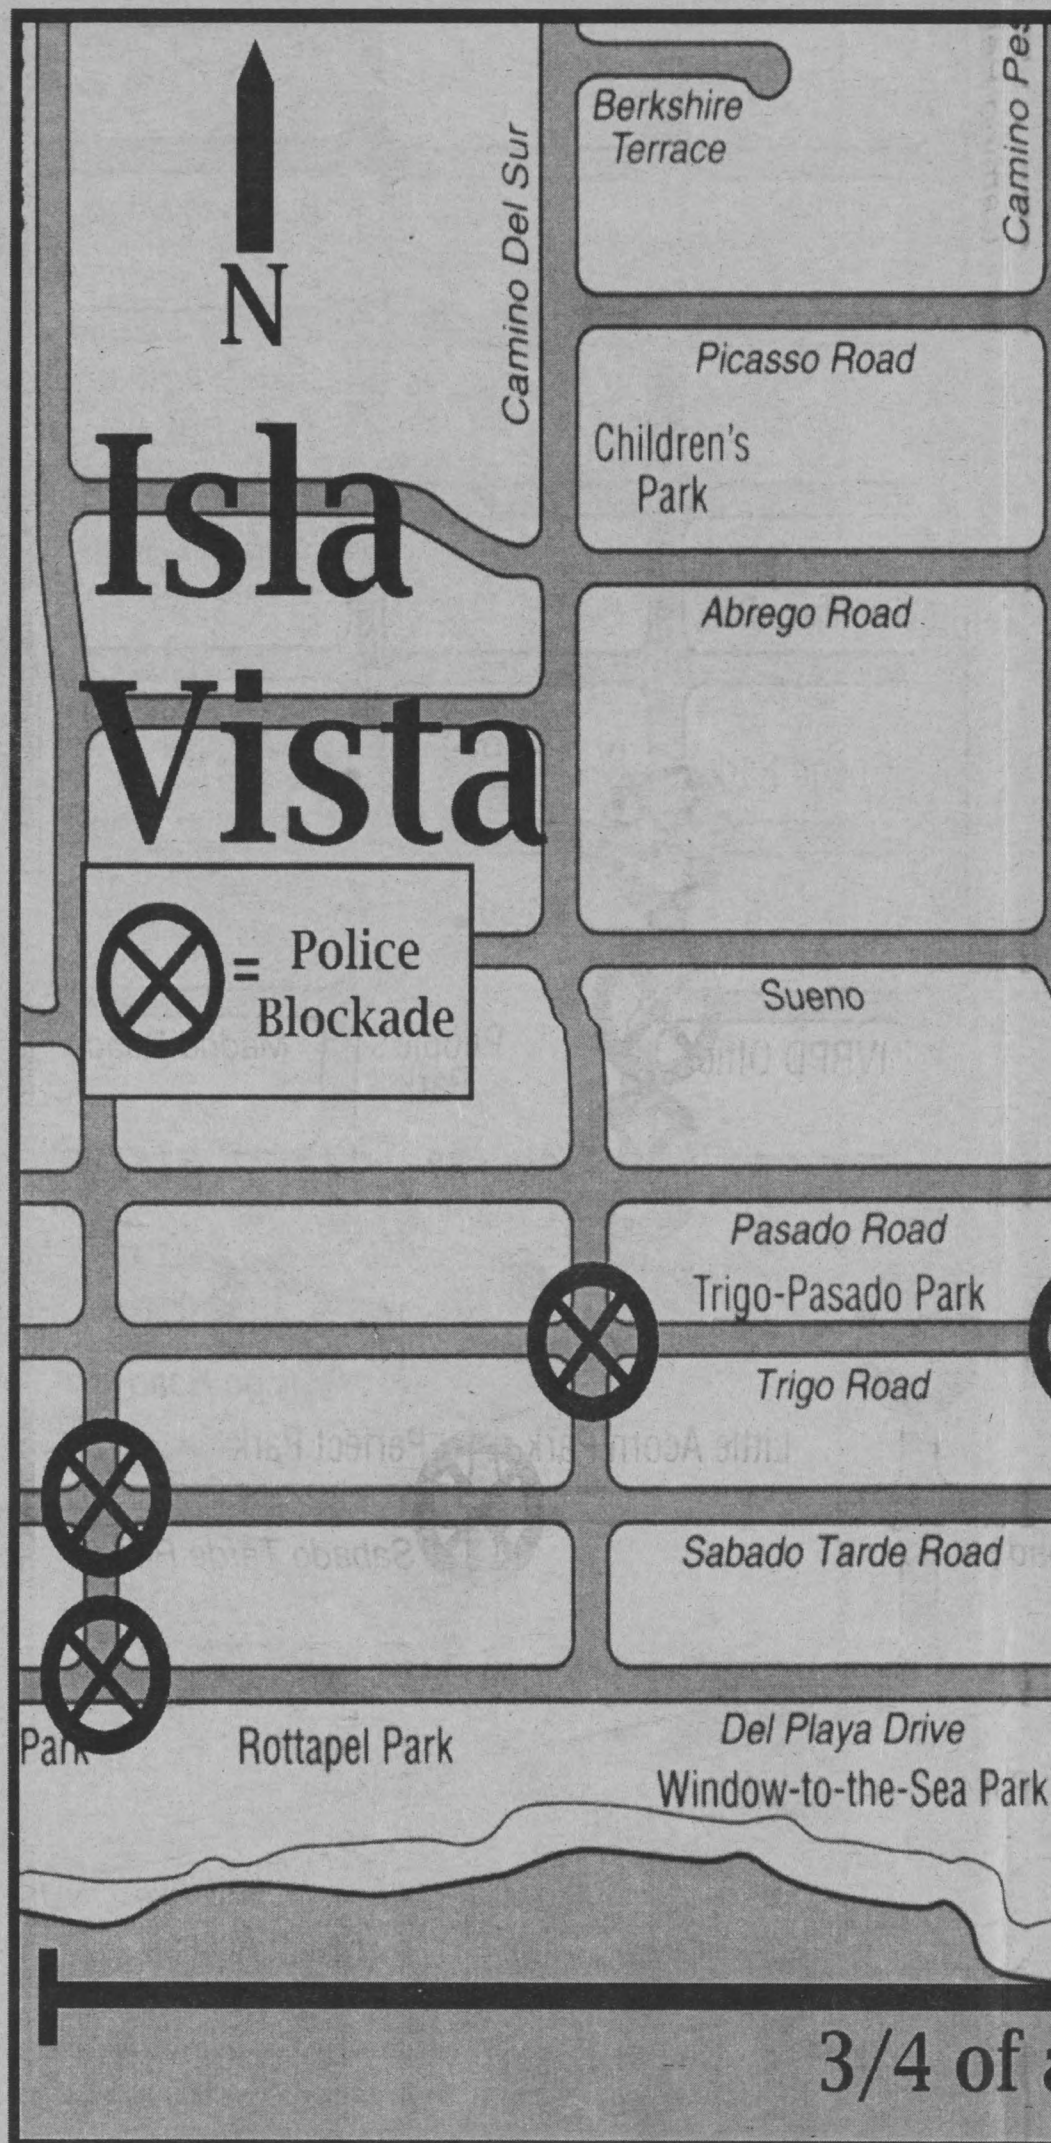 Berkshire
Terrace
Camino Del Sur
Camino Pes
N
Picasso Road
Children's
Park
Isla
Abrego Road
Vista
= Police
Blockade
Sueno
Pasado Road
Trigo-Pasado Park
Trigo Road
Sabado Tarde Road
Park
Rottapel Park
Del Playa Drive
Window-to-the-Sea Park
3/4 of a